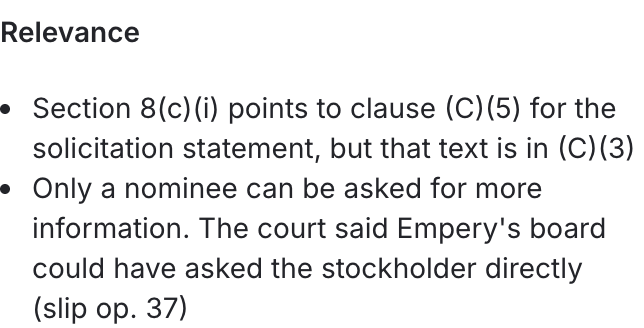 Relevance
• Section 8(c)(i) points to clause (C)(5) for the
solicitation statement, but that text is in (C)(3)
• Only a nominee can be asked for more
information. The court said Empery's board
could have asked the stockholder directly
(slip op. 37)